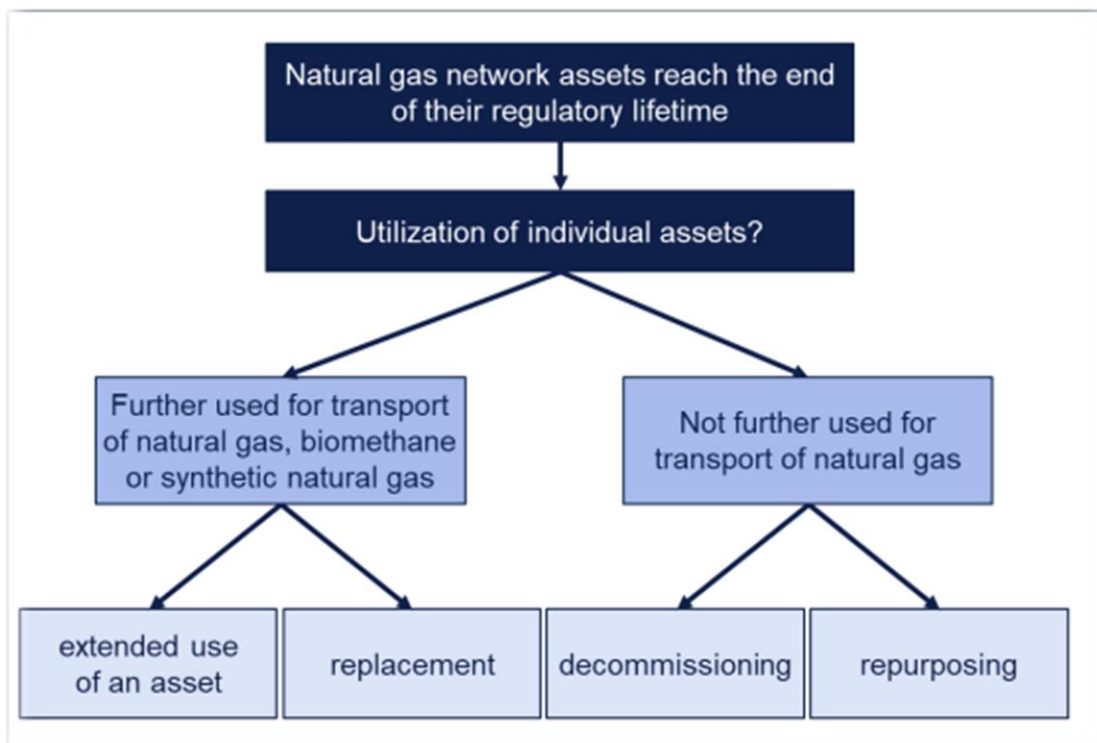 Natural gas network assets reach the end
of their regulatory lifetime
Utilization of individual assets?
Further used for transport
of natural gas, biomethane
or synthetic natural gas
Not further used for
transport of natural gas
extended use
of an asset
replacement
decommissioning
repurposing